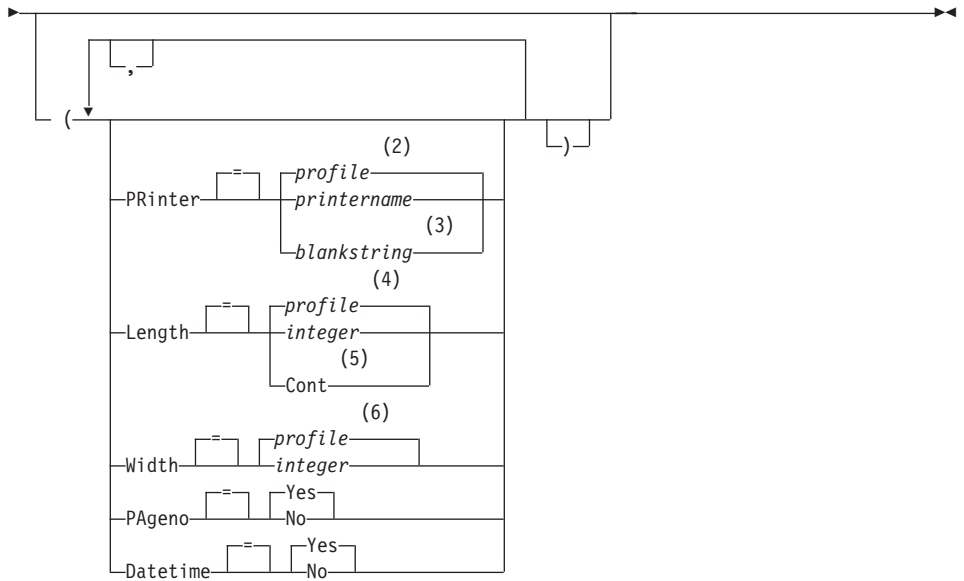 ,
(
)
(2)
=
profile
PRinter
printername
(3)
blankstring
(4)
=
profile
Length
integer
(5)
Cont
(6)
=
profile
Width
integer
=
Yes
PAgeno
No
=
Yes
Datetime
No